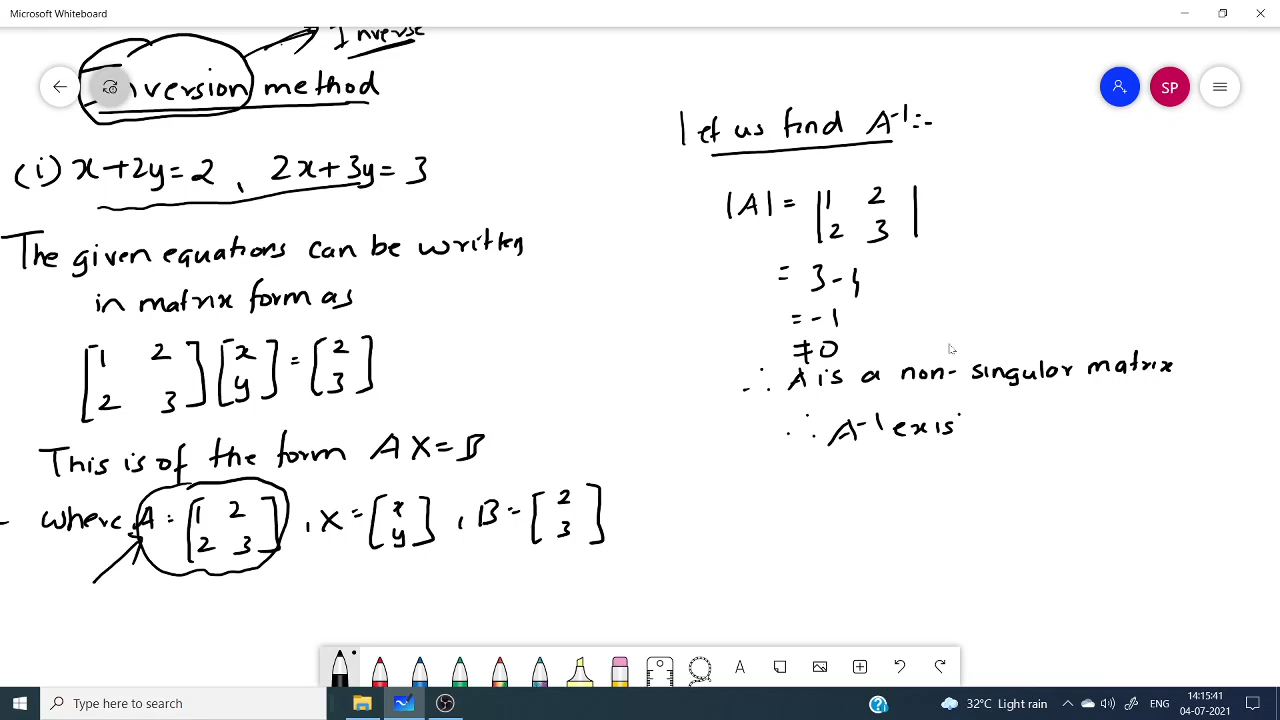 Microsoft Whiteboard
Inverse
Inversion method
(i) x+2y=2 , 2x+3y=3
The given equations can be written
in matrix form as
[1 2
2 3] [x
y] = [2
3]
This is of the form AX=B
where A = [1 2
2 3] , X = [x
y] , B = [2
3]
let us find A⁻¹:-
|A| = |1 2
2 3|
= 3-4
= -1
≠0
∴ A is a non-singular matrix
∴ A⁻¹ exis
SP
A
Type here to search
32°C Light rain
ENG
14:15:41
04-07-2021